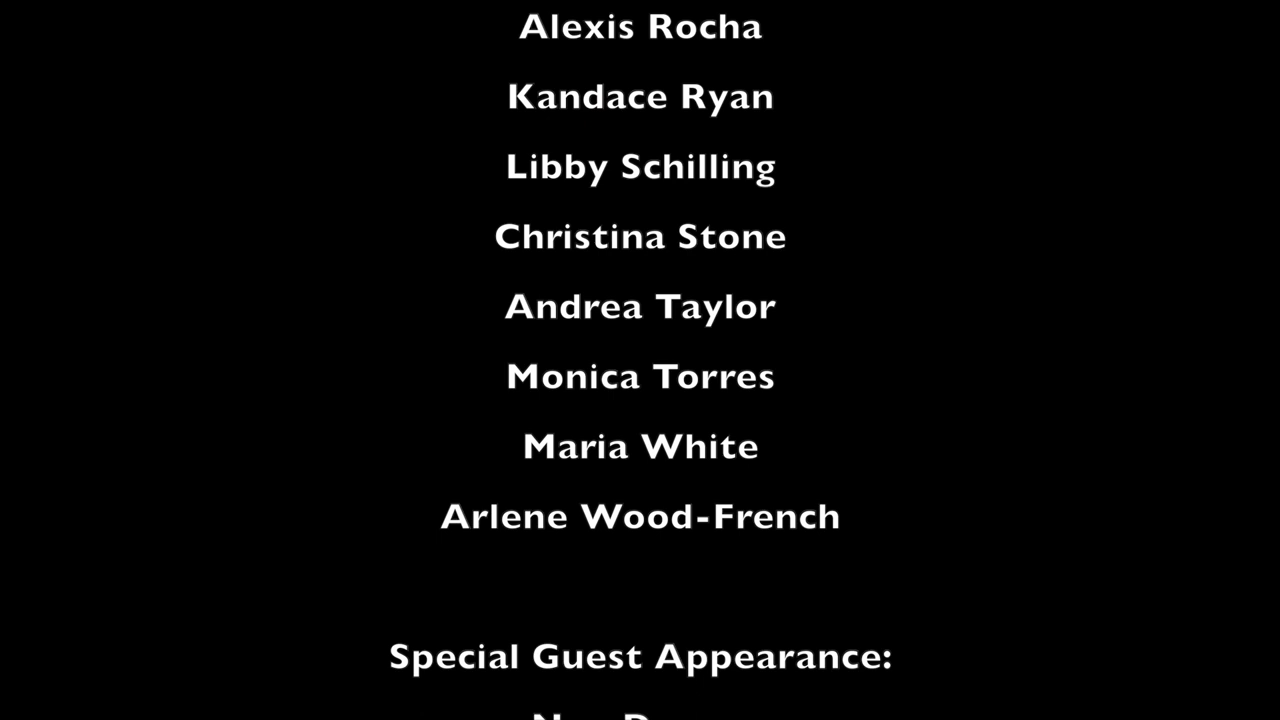 Alexis Rocha
Kandace Ryan
Libby Schilling
Christina Stone
Andrea Taylor
Monica Torres
Maria White
Arlene Wood-French
Special Guest Appearance: